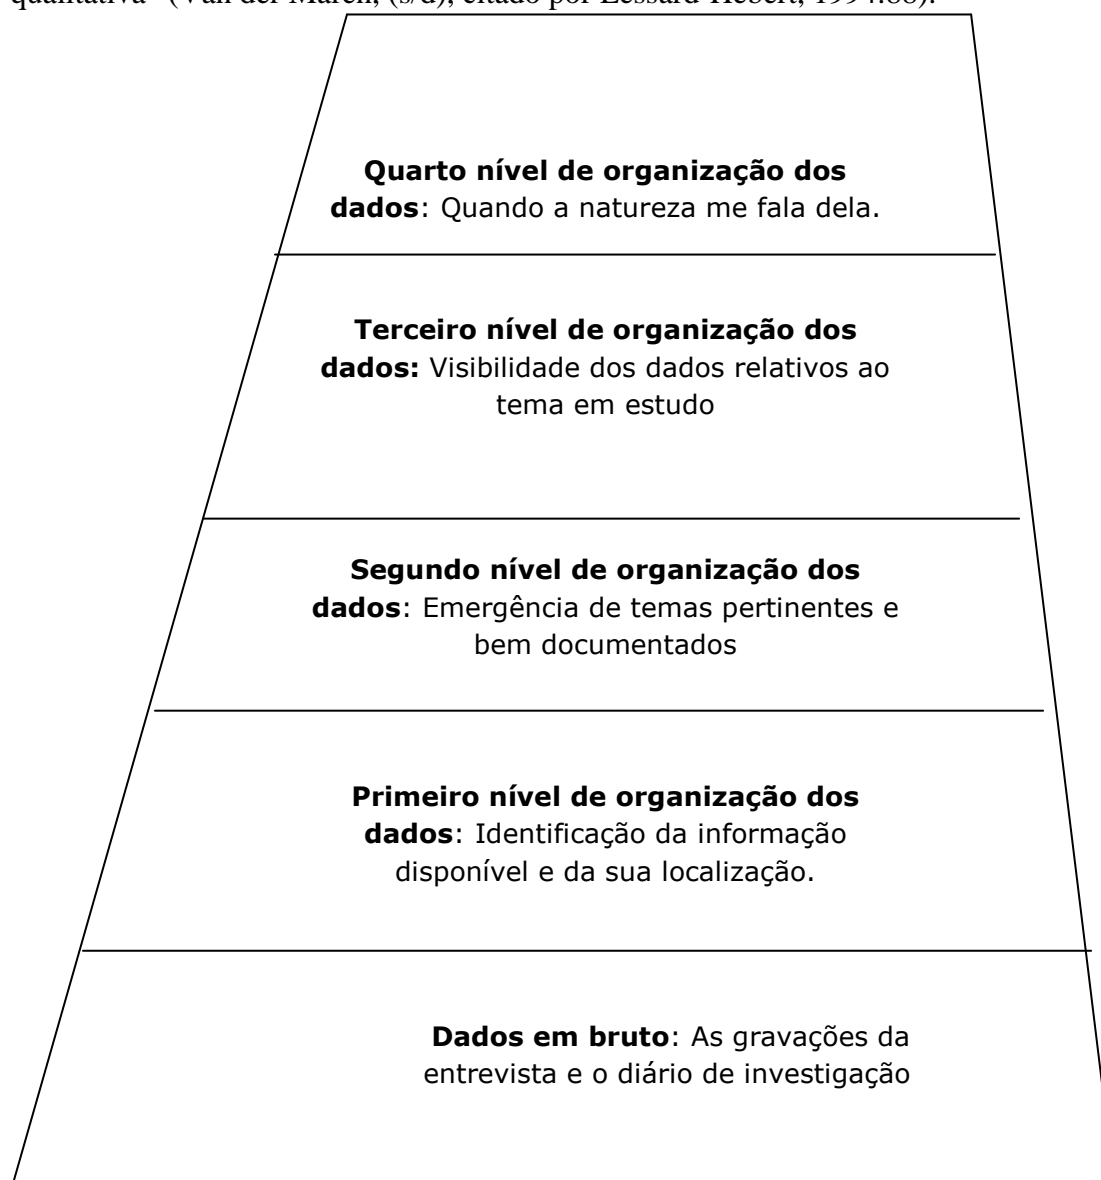 qualitativa" (Van der Maren, (s/d), citado por Lessard-Hébert, 1994:88).
Quarto nível de organização dos
dados: Quando a natureza me fala dela.
Terceiro nível de organização dos
dados: Visibilidade dos dados relativos ao
tema em estudo
Segundo nível de organização dos
dados: Emergência de temas pertinentes e
bem documentados
Primeiro nível de organização dos
dados: Identificação da informação
disponível e da sua localização.
Dados em bruto: As gravações da
entrevista e o diário de investigação